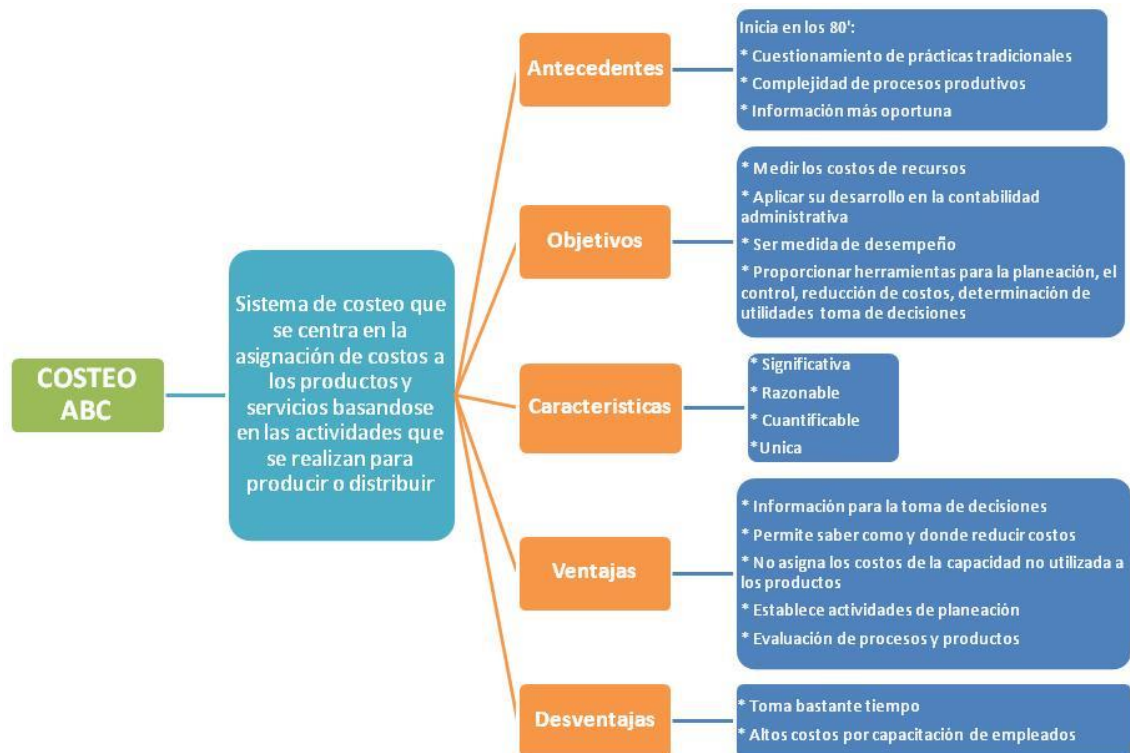 COSTEO
ABC
Sistema de costeo que
se centra en la
asignación de costos a
los productos y
servicios basandose
en las actividades que
se realizan para
producir o distribuir
Antecedentes
Inicia en los 80':
* Cuestionamiento de prácticas tradicionales
* Complejidad de procesos produtivos
* Información más oportuna
Objetivos
* Medir los costos de recursos
* Aplicar su desarrollo en la contabilidad
administrativa
* Ser medida de desempeño
* Proporcionar herramientas para la planeación, el
control, reducción de costos, determinación de
utilidades toma de decisiones
Caracteristicas
* Significativa
* Razonable
* Cuantificable
*Unica
Ventajas
* Información para la toma de decisiones
* Permite saber como y donde reducir costos
* No asigna los costos de la capacidad no utilizada a
los productos
* Establece actividades de planeación
* Evaluación de procesos y productos
Desventajas
* Toma bastante tiempo
* Altos costos por capacitación de empleados